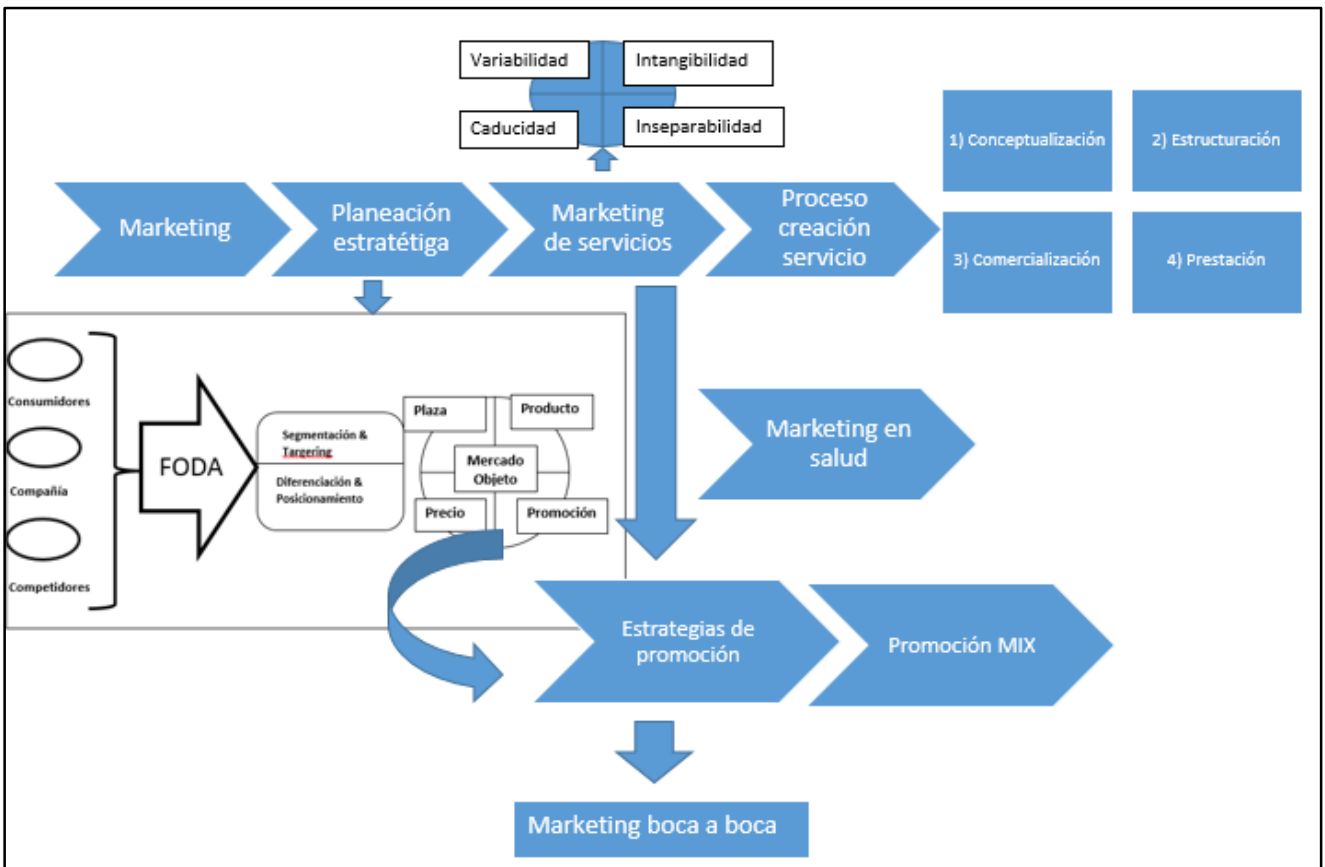 Variabilidad
Intangibilidad
Caducidad
Inseparabilidad
1) Conceptualización
2) Estructuración
3) Comercialización
4) Prestación
Marketing
Planeación
estratétiga
Marketing
de servicios
Proceso
creación
servicio
Consumidores
Compañía
Competidores
FODA
Segmentación &
Targering
Diferenciación &
Posicionamiento
Plaza
Producto
Mercado
Objeto
Precio
Promoción
Marketing en
salud
Estrategias de
promoción
Promoción MIX
Marketing boca a boca